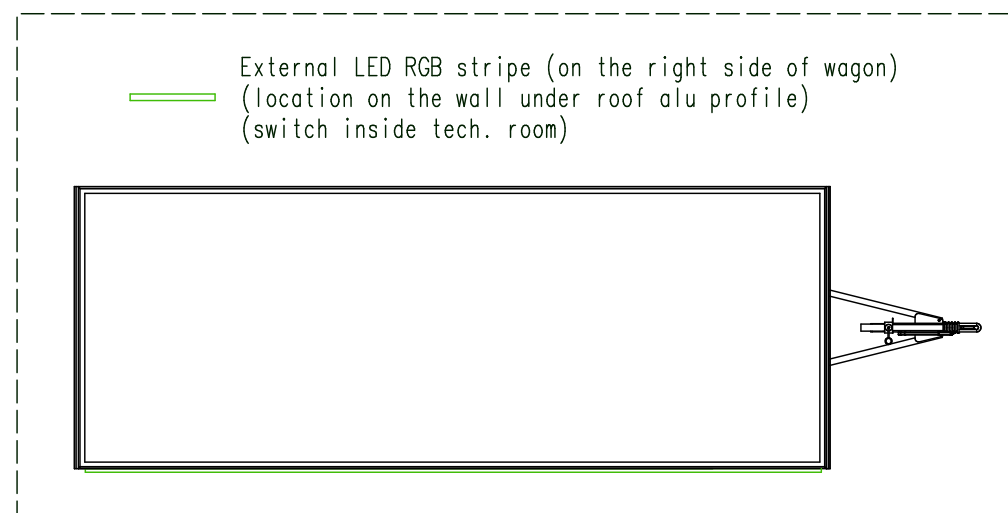 External LED RGB stripe (on the right side of wagon)
(location on the wall under roof alu profile)
(switch inside tech. room)